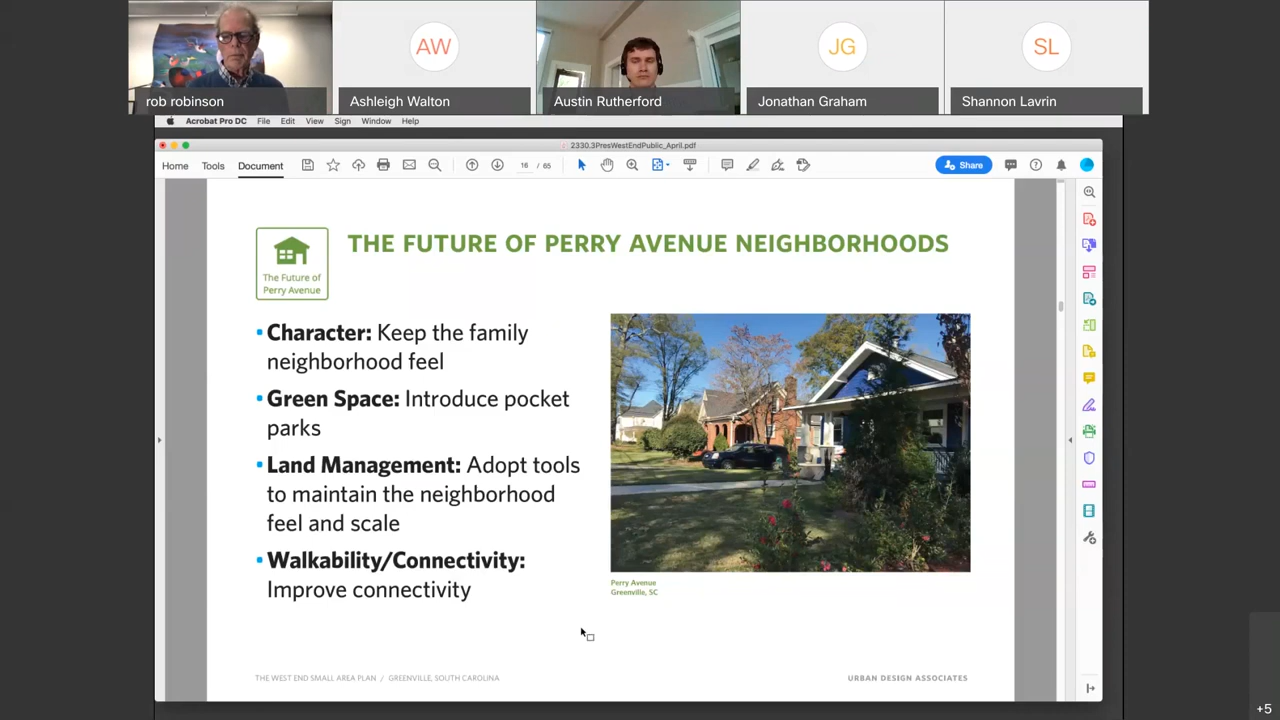 AW
JG
SL
rob robinson
Ashleigh Walton
Austin Rutherford
Jonathan Graham
Shannon Lavrin
Acrobat Pro DC File Edit View Sign Window Help
2330.3PresWestEndPublic_April.pdf
Home Tools Document
16 / 65
Share
THE FUTURE OF PERRY AVENUE NEIGHBORHOODS
The Future of
Perry Avenue
• Character: Keep the family
neighborhood feel
• Green Space: Introduce pocket
parks
• Land Management: Adopt tools
to maintain the neighborhood
feel and scale
• Walkability/Connectivity:
Improve connectivity
Perry Avenue
Greenville, SC
THE WEST END SMALL AREA PLAN / GREENVILLE, SOUTH CAROLINA
URBAN DESIGN ASSOCIATES
+5